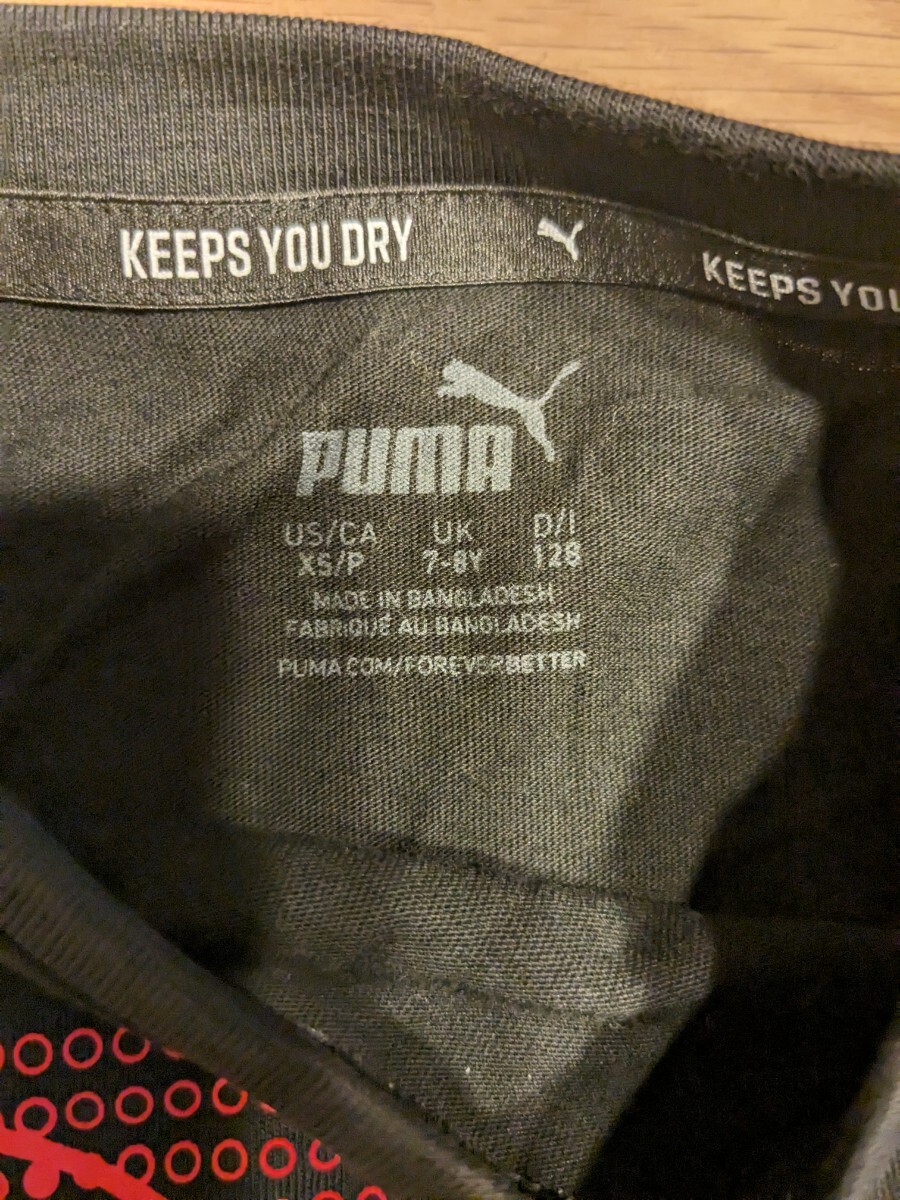 KEEPS YOU DRY
KEEPS YOU
PUMA
US/CA UK D/I
XS/P 7-8Y 128
MADE IN BANGLADESH
FABRIQUÉ AU BANGLADESH
PUMA.COM/FOREVERBETTER